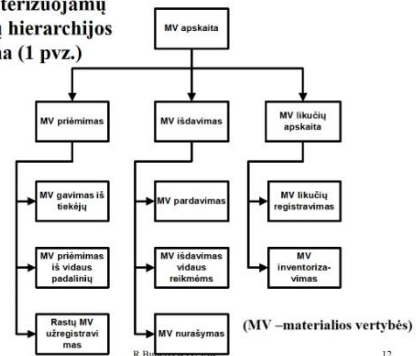 ų hierarchijos
na (1 pvz.)
MV apskaita
MV priėmimas
MV išdavimas
MV likučių
apskaita
MV gavimas iš
tiekėjų
MV pardavimas
MV likučių
registravimas
MV priėmimas
iš vidaus
padalinių
MV išdavimas
vidaus
reikmėms
MV
inventoriza-
vimas
Rastų MV
užregistravi
mas
MV nurašymas
(MV –materialios vertybės)
12